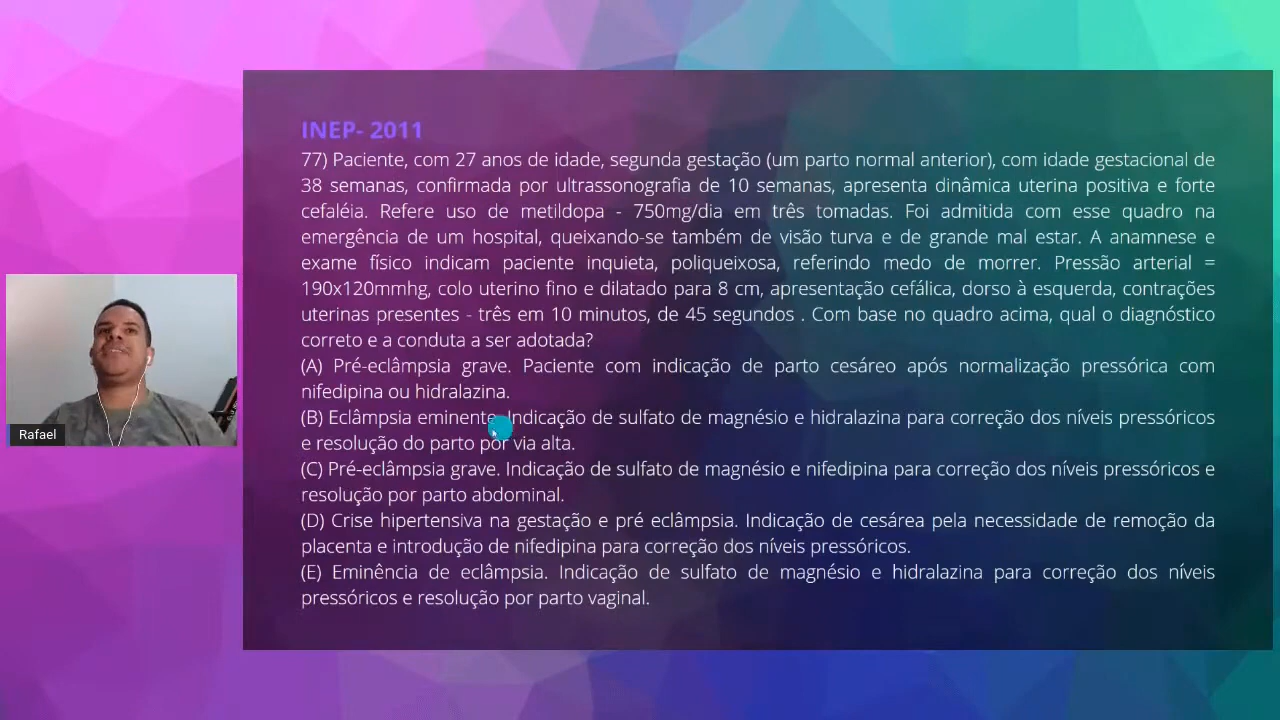 INEP- 2011
77) Paciente, com 27 anos de idade, segunda gestação (um parto normal anterior), com idade gestacional de
38 semanas, confirmada por ultrassonografia de 10 semanas, apresenta dinâmica uterina positiva e forte
cefaléia. Refere uso de metildopa - 750mg/dia em três tomadas. Foi admitida com esse quadro na
emergência de um hospital, queixando-se também de visão turva e de grande mal estar. A anamnese e
exame físico indicam paciente inquieta, poliqueixosa, referindo medo de morrer. Pressão arterial =
190x120mmhg, colo uterino fino e dilatado para 8 cm, apresentação cefálica, dorso à esquerda, contrações
uterinas presentes - três em 10 minutos, de 45 segundos . Com base no quadro acima, qual o diagnóstico
correto e a conduta a ser adotada?
(A) Pré-eclâmpsia grave. Paciente com indicação de parto cesáreo após normalização pressórica com
nifedipina ou hidralazina.
(B) Eclâmpsia eminente. Indicação de sulfato de magnésio e hidralazina para correção dos níveis pressóricos
e resolução do parto por via alta.
(C) Pré-eclâmpsia grave. Indicação de sulfato de magnésio e nifedipina para correção dos níveis pressóricos e
resolução por parto abdominal.
(D) Crise hipertensiva na gestação e pré eclâmpsia. Indicação de cesárea pela necessidade de remoção da
placenta e introdução de nifedipina para correção dos níveis pressóricos.
(E) Eminência de eclâmpsia. Indicação de sulfato de magnésio e hidralazina para correção dos níveis
pressóricos e resolução por parto vaginal.
Rafael